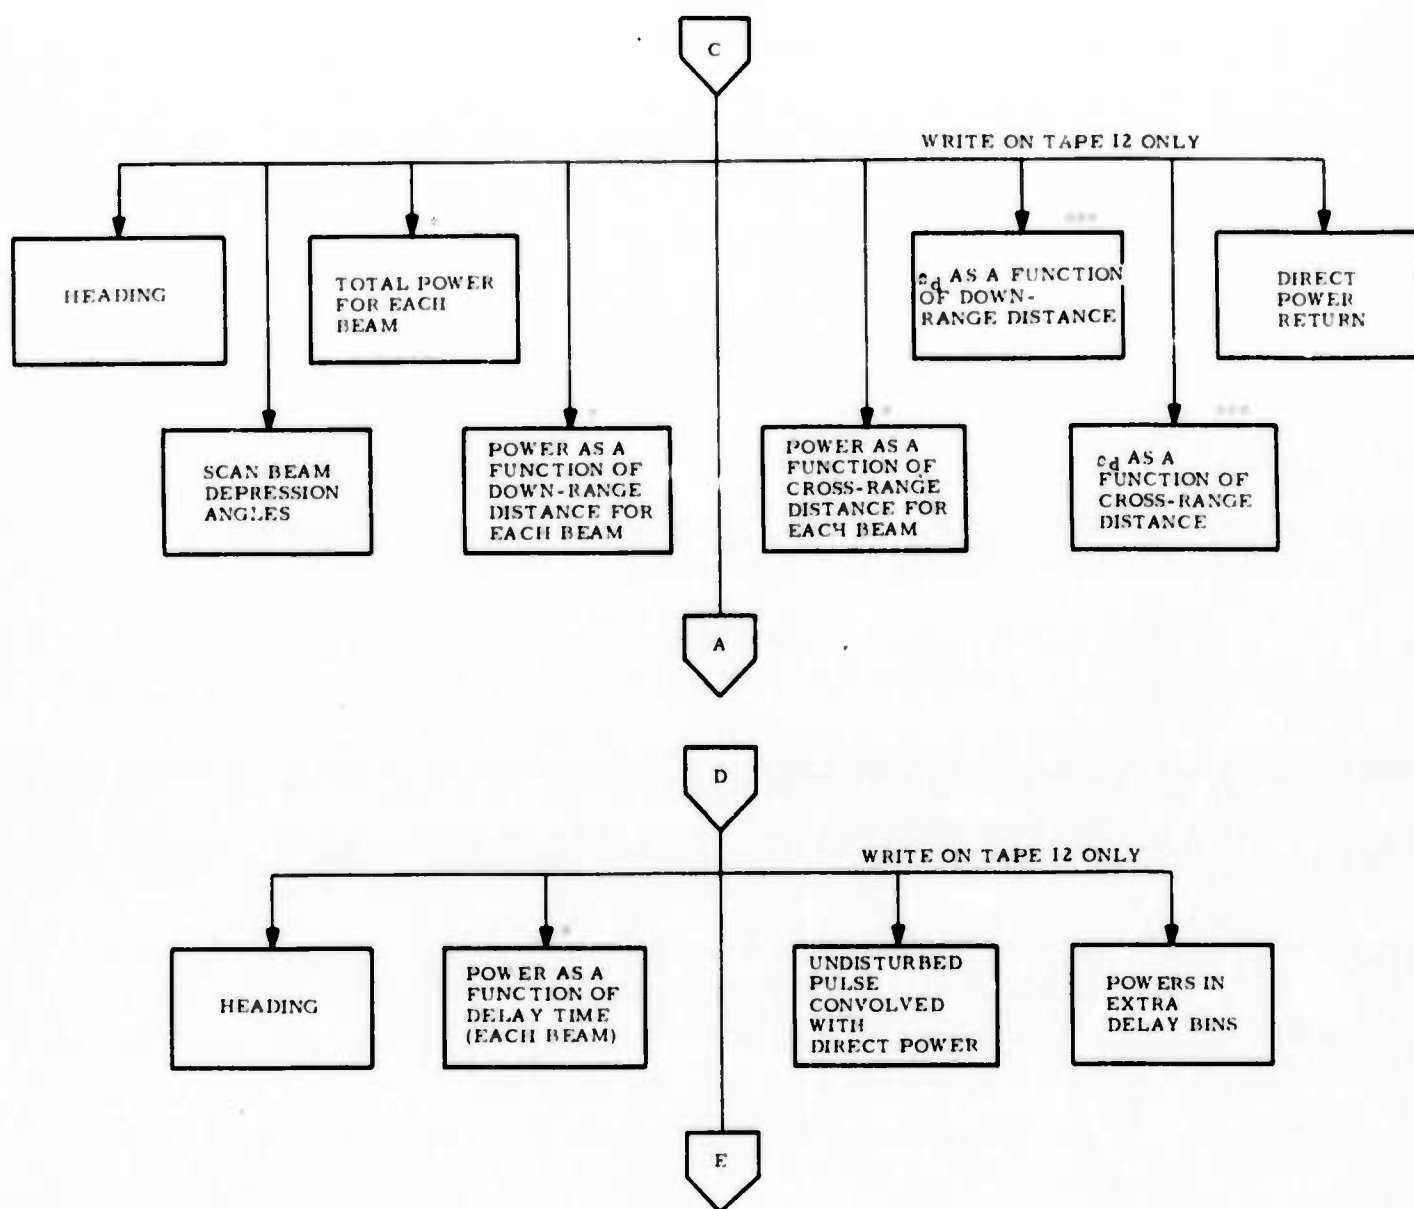 C
WRITE ON TAPE 12 ONLY
*
***
HEADING
TOTAL POWER
FOR EACH
BEAM
AS A FUNCTION
OF DOWN-
RANGE DISTANCE
DIRECT
POWER
RETURN
*
*
***
SCAN BEAM
DEPRESSION
ANGLES
POWER AS A
FUNCTION OF
DOWN-RANGE
DISTANCE FOR
EACH BEAM
POWER AS A
FUNCTION OF
CROSS-RANGE
DISTANCE FOR
EACH BEAM
AS A
FUNCTION OF
CROSS-RANGE
DISTANCE
A
D
WRITE ON TAPE 12 ONLY
*
HEADING
POWER AS A
FUNCTION OF
DELAY TIME
(EACH BEAM)
UNDISTURBED
PULSE
CONVOLVED
WITH
DIRECT POWER
POWERS IN
EXTRA
DELAY BINS
E